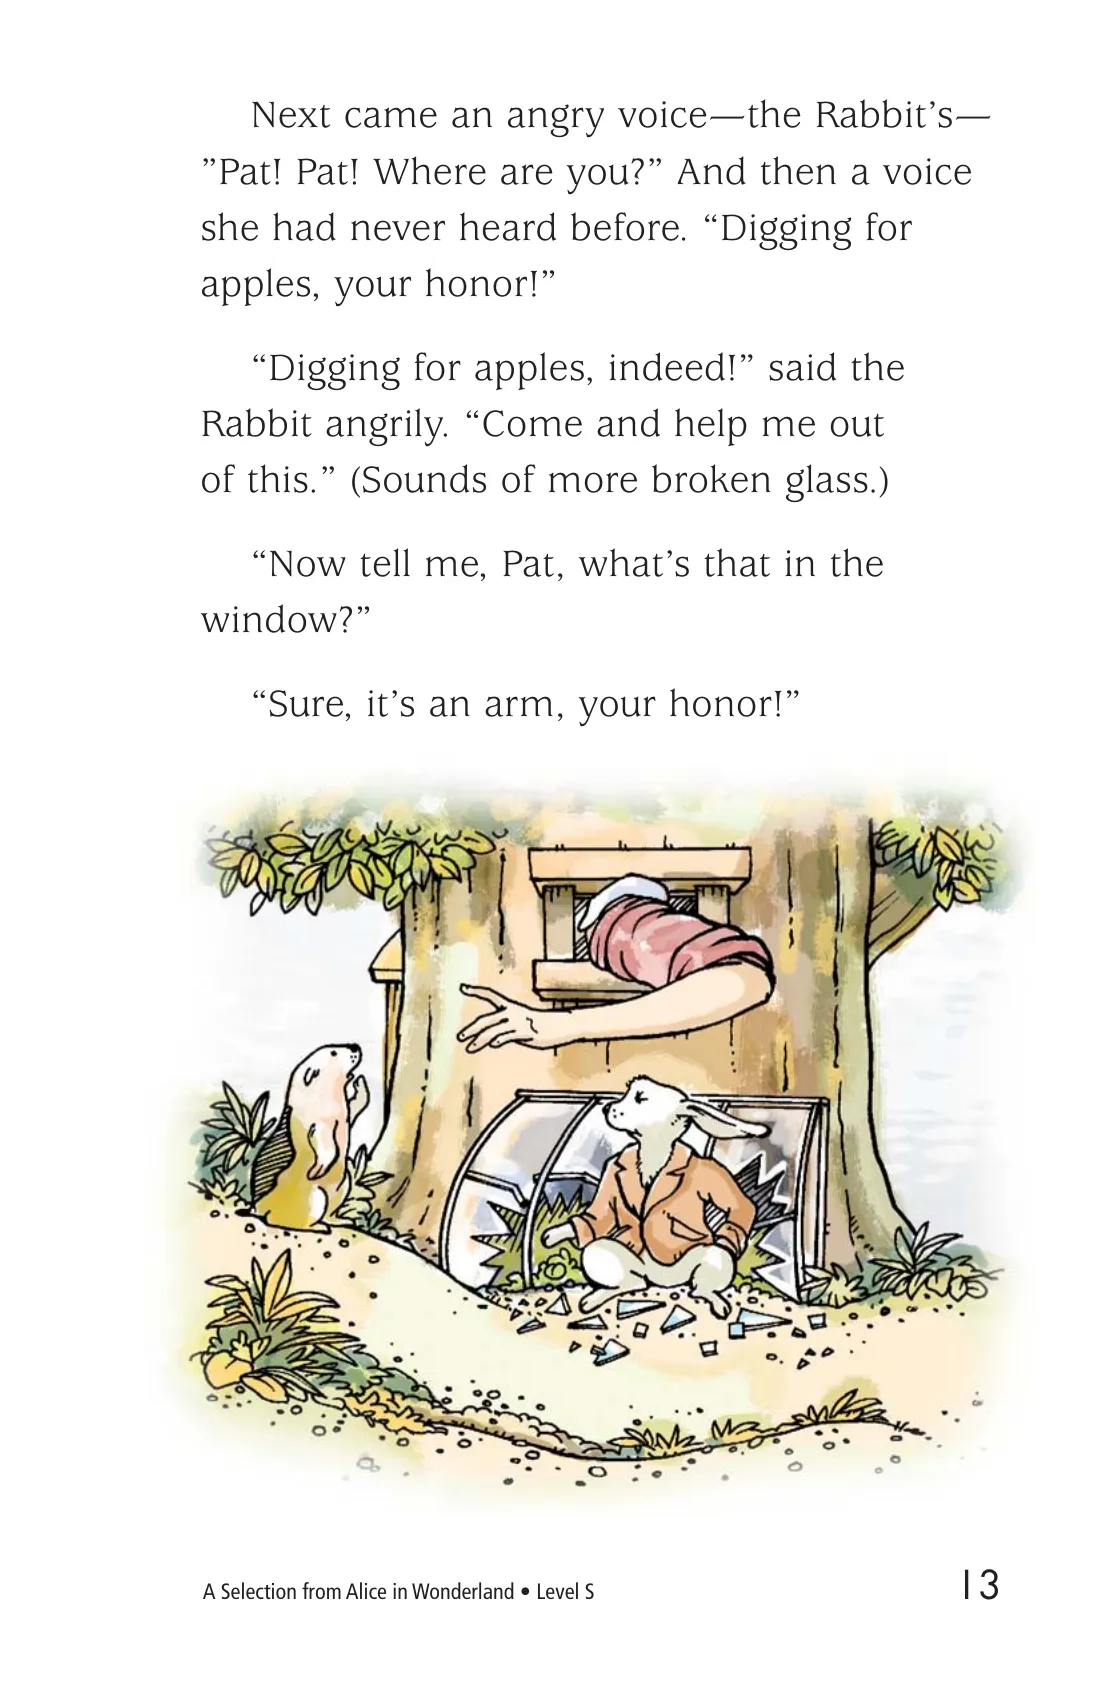 Next came an angry voice—the Rabbit’s—
”Pat! Pat! Where are you?” And then a voice
she had never heard before. “Digging for
apples, your honor!”
“Digging for apples, indeed!” said the
Rabbit angrily. “Come and help me out
of this.” (Sounds of more broken glass.)
“Now tell me, Pat, what’s that in the
window?”
“Sure, it’s an arm, your honor!”
A Selection from Alice in Wonderland • Level S
13